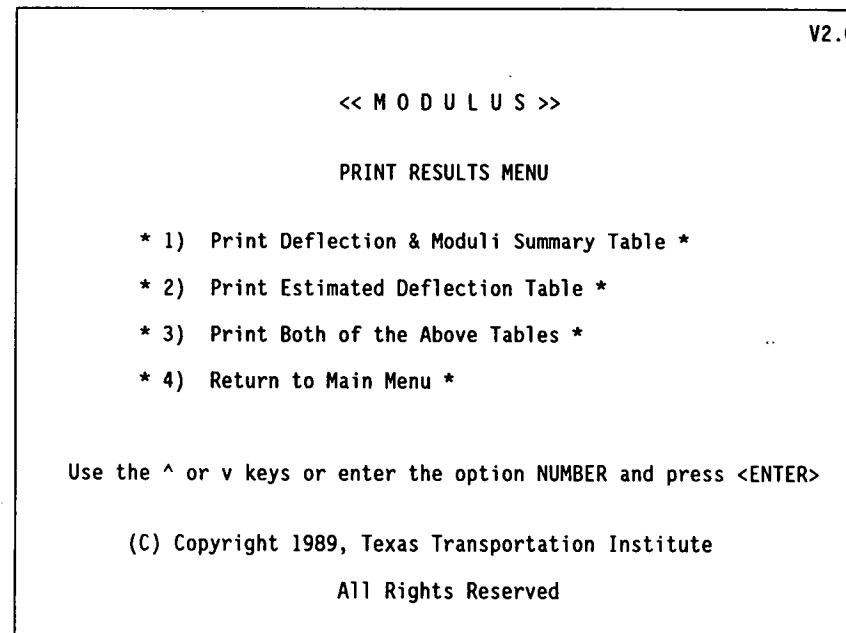 V2.
<< M O D U L U S >>
PRINT RESULTS MENU
* 1) Print Deflection & Moduli Summary Table *
* 2) Print Estimated Deflection Table *
* 3) Print Both of the Above Tables *
* 4) Return to Main Menu *
Use the ^ or v keys or enter the option NUMBER and press <ENTER>
(C) Copyright 1989, Texas Transportation Institute
All Rights Reserved